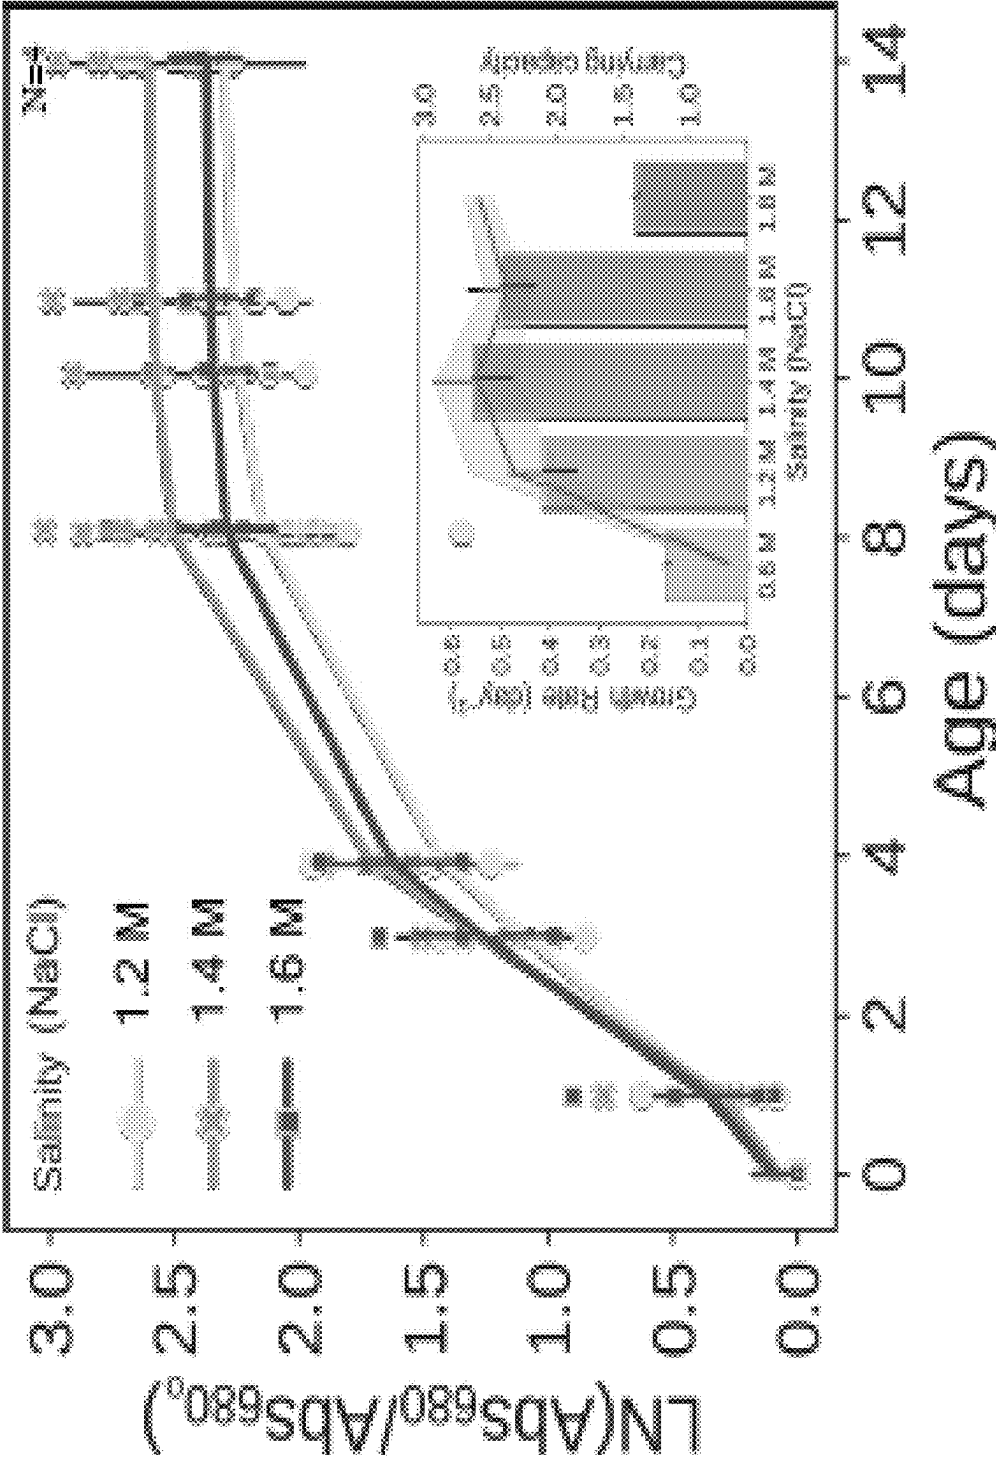 LN(Abs680/Abs680₀)
3.0
2.5
2.0
1.5
1.0
0.5
0.0
Salinity (NaCl)
1.2 M
1.4 M
1.6 M
N=4
Growth Rate (day⁻¹)
0.6
0.5
0.4
0.3
0.2
0.1
0.0
Carrying capacity
3.0
2.5
2.0
1.5
1.0
0.6 M 1.2 M 1.4 M 1.6 M 1.8 M
Salinity (NaCl)
0 2 4 6 8 10 12 14
Age (days)